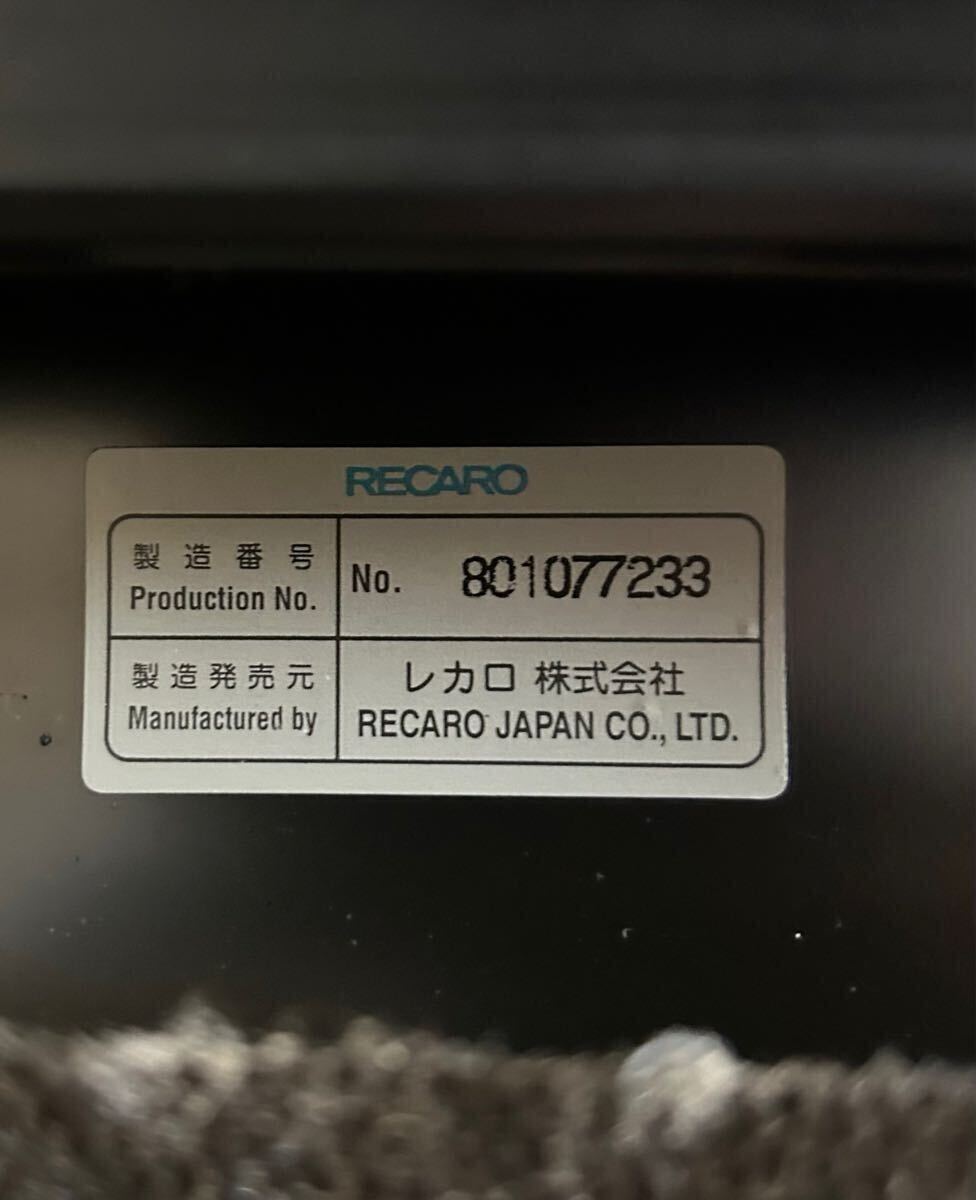 RECARO
製造番号
Production No.
No. 801077233
製造発売元
Manufactured by
レカロ 株式会社
RECARO JAPAN CO., LTD.